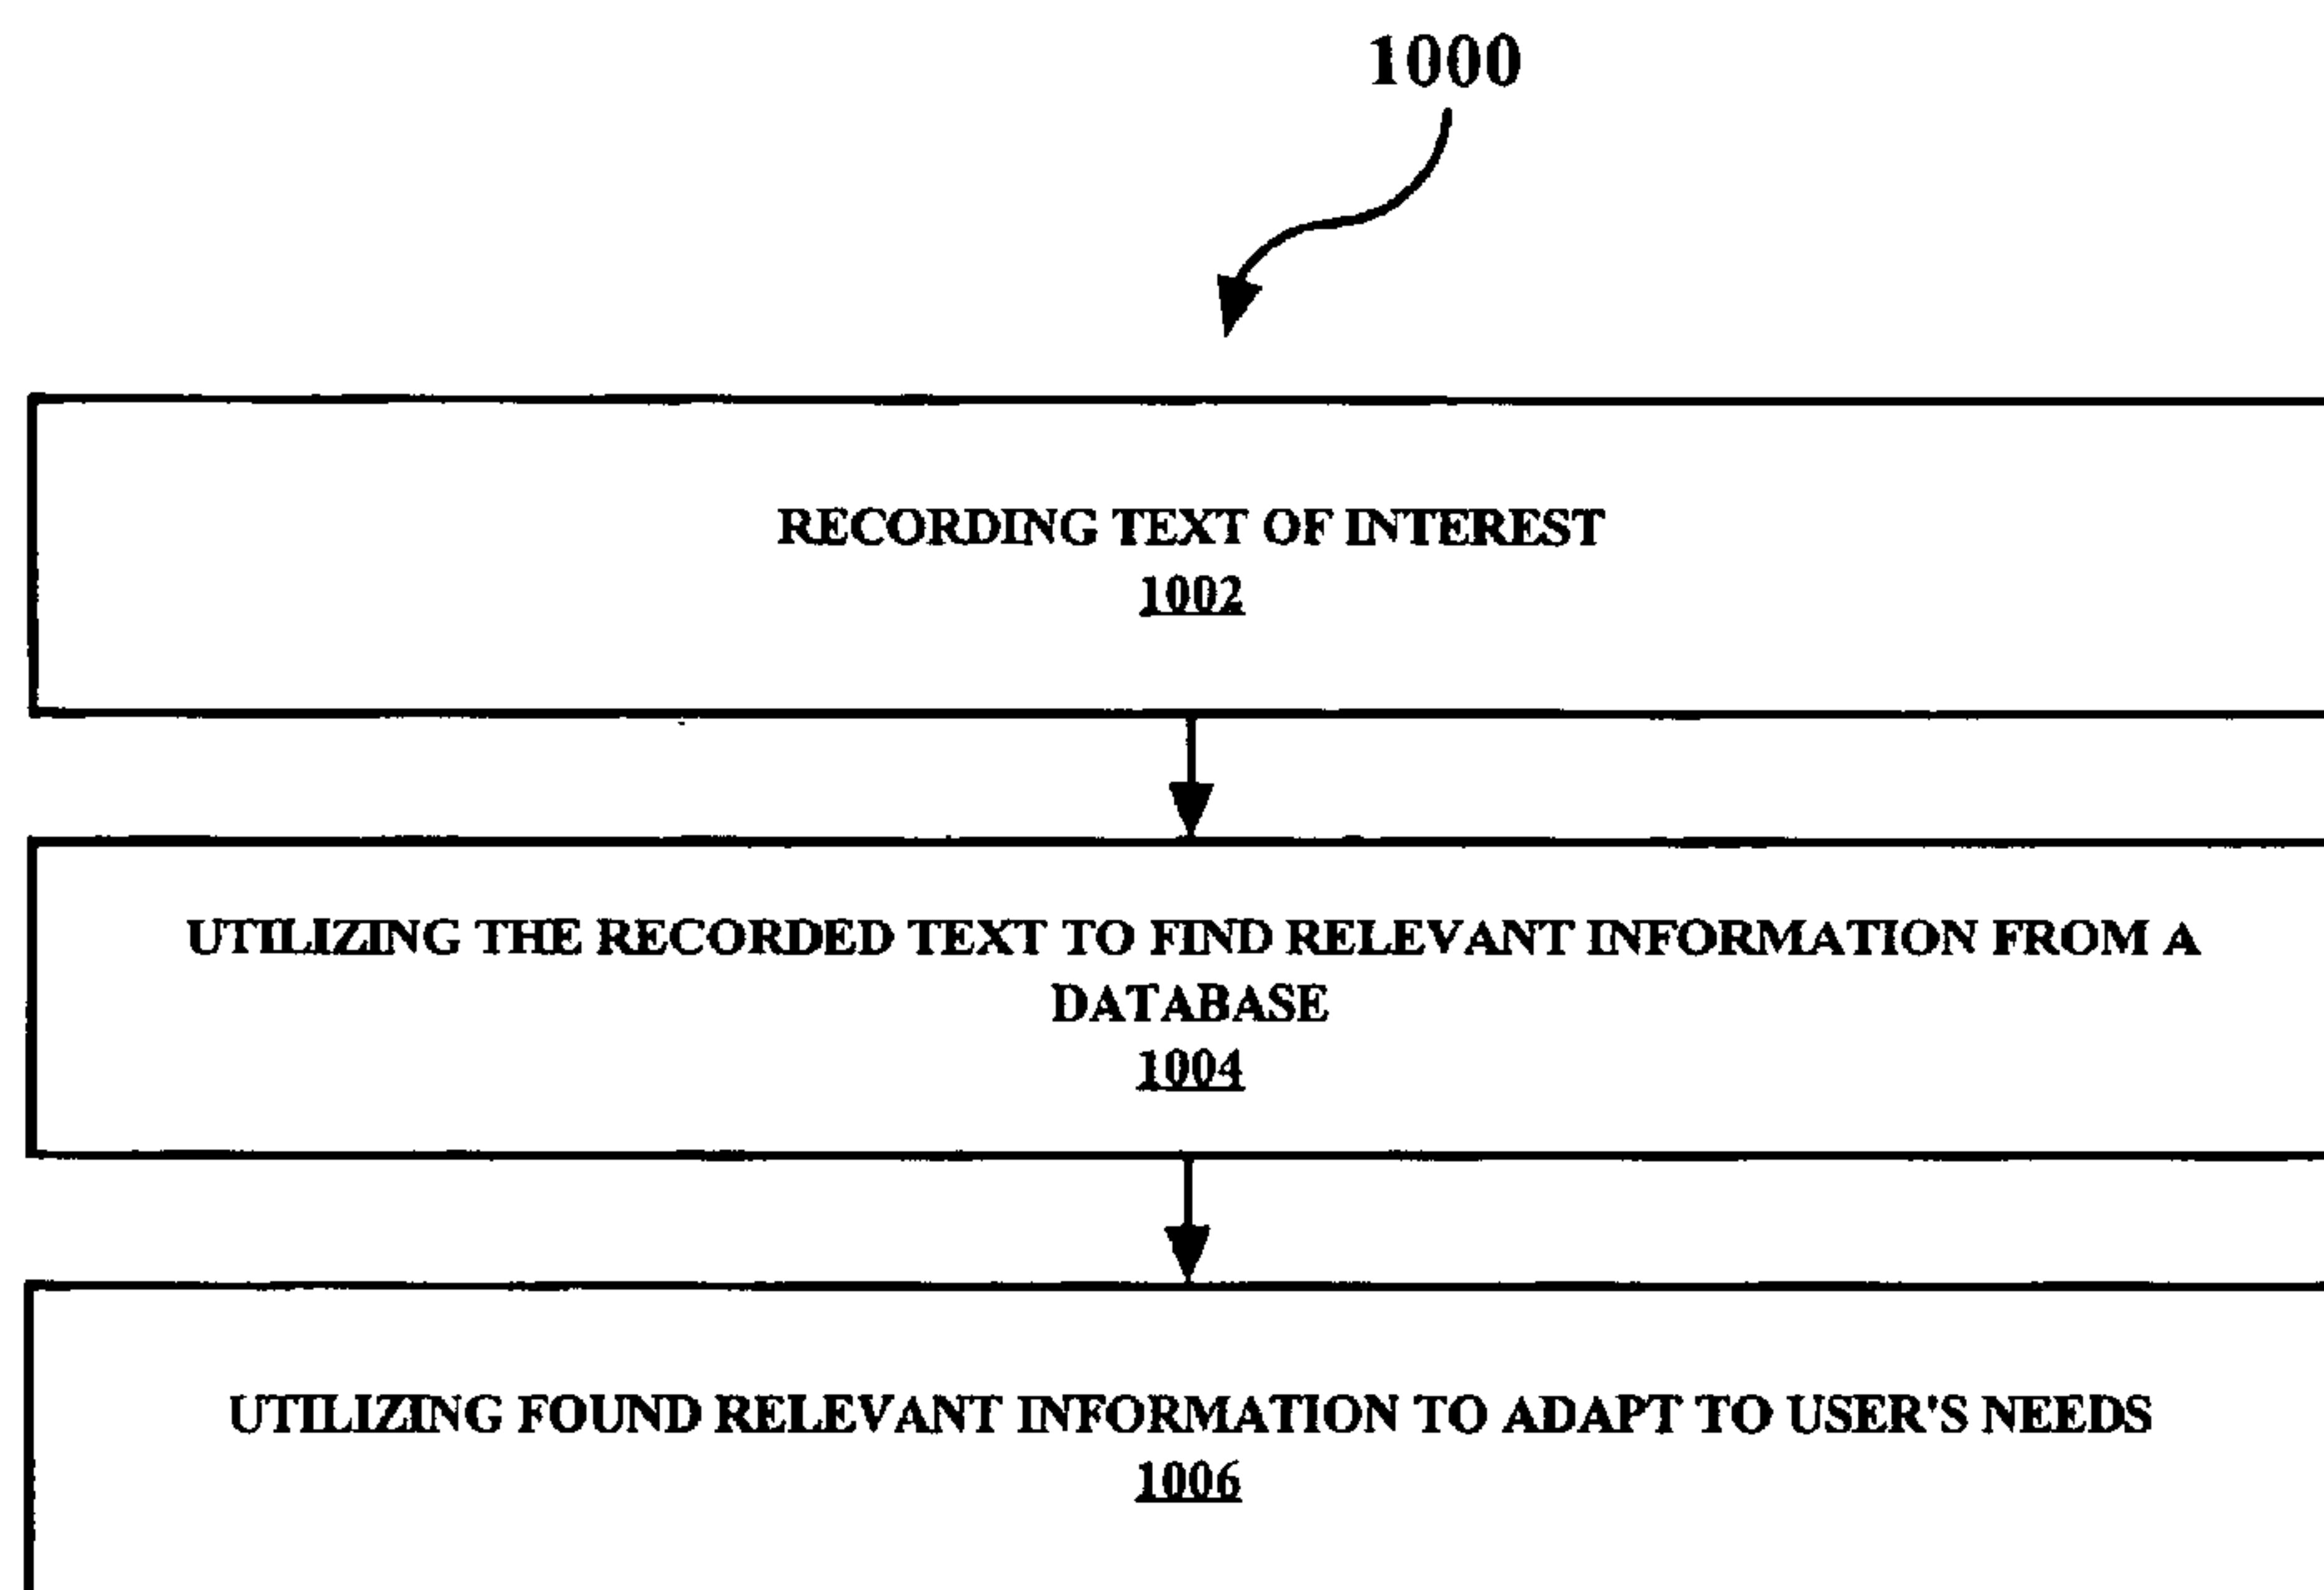 1000
RECORDING TEXT OF INTEREST
1002
UTILIZING THE RECORDED TEXT TO FIND RELEVANT INFORMATION FROM A
DATABASE
1004
UTILIZING FOUND RELEVANT INFORMATION TO ADAPT TO USER'S NEEDS
1006